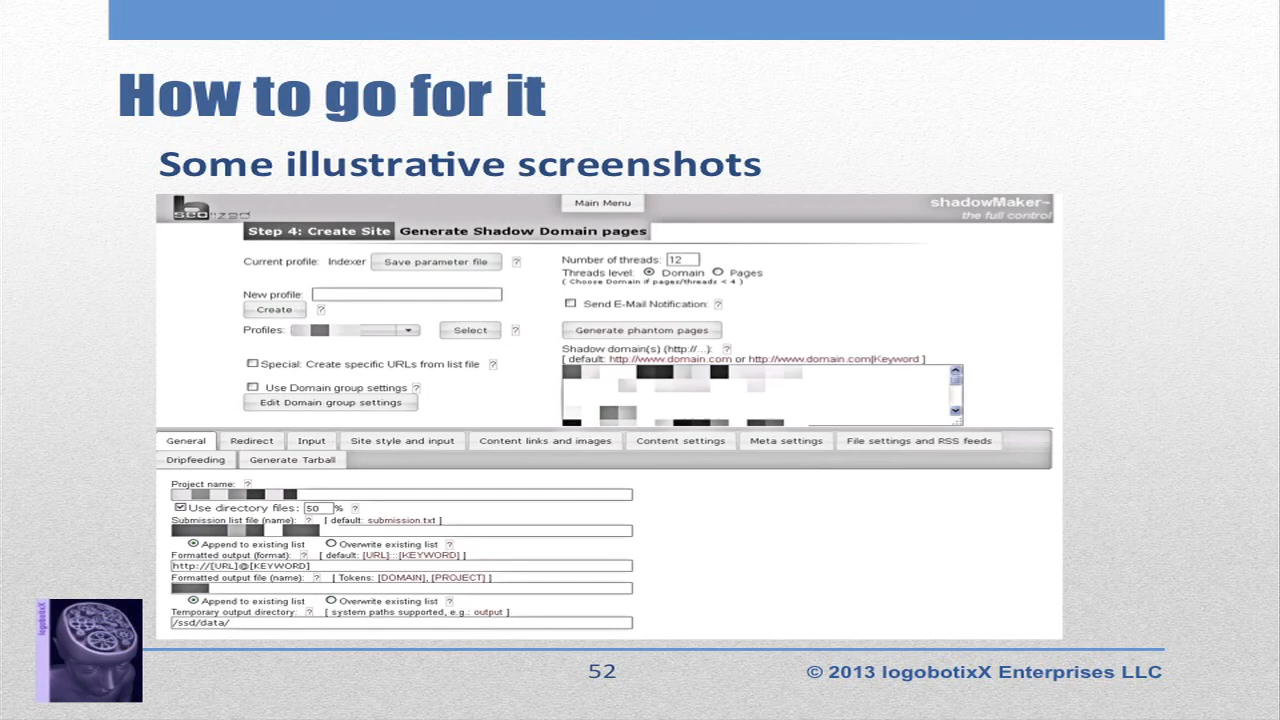 How to go for it
Some illustrative screenshots
Main Menu
shadowMaker™
the full control
Step 4: Create Site Generate Shadow Domain pages
Current profile: Indexer Save parameter file ?
New profile:
Create ?
Profiles: Select ?
Special: Create specific URLs from list file ?
Use Domain group settings ?
Edit Domain group settings
Number of threads: 12
Threads level: Domain Pages
( Choose Domain if pages/threads < 4 )
Send E-Mail Notification: ?
Generate phantom pages ?
Shadow domain(s) (http://...): ?
[ default: http://www.domain.com or http://www.domain.com|Keyword ]
General Redirect Input Site style and input Content links and images Content settings Meta settings File settings and RSS feeds
Dripfeeding Generate Tarball
Project name: ?
Use directory files: 50 % ?
Submission list file (name): ? [ default: submission.txt ]
Append to existing list Overwrite existing list ?
Formatted output (format): ? [ default: [URL]:::[KEYWORD] ]
http://[URL]@[KEYWORD]
Formatted output file (name): ? [ Tokens: [DOMAIN], [PROJECT] ]
Append to existing list Overwrite existing list ?
Temporary output directory: ? [ system paths supported, e.g.: output ]
/ssd/data/
logobotixX
52
© 2013 logobotixX Enterprises LLC